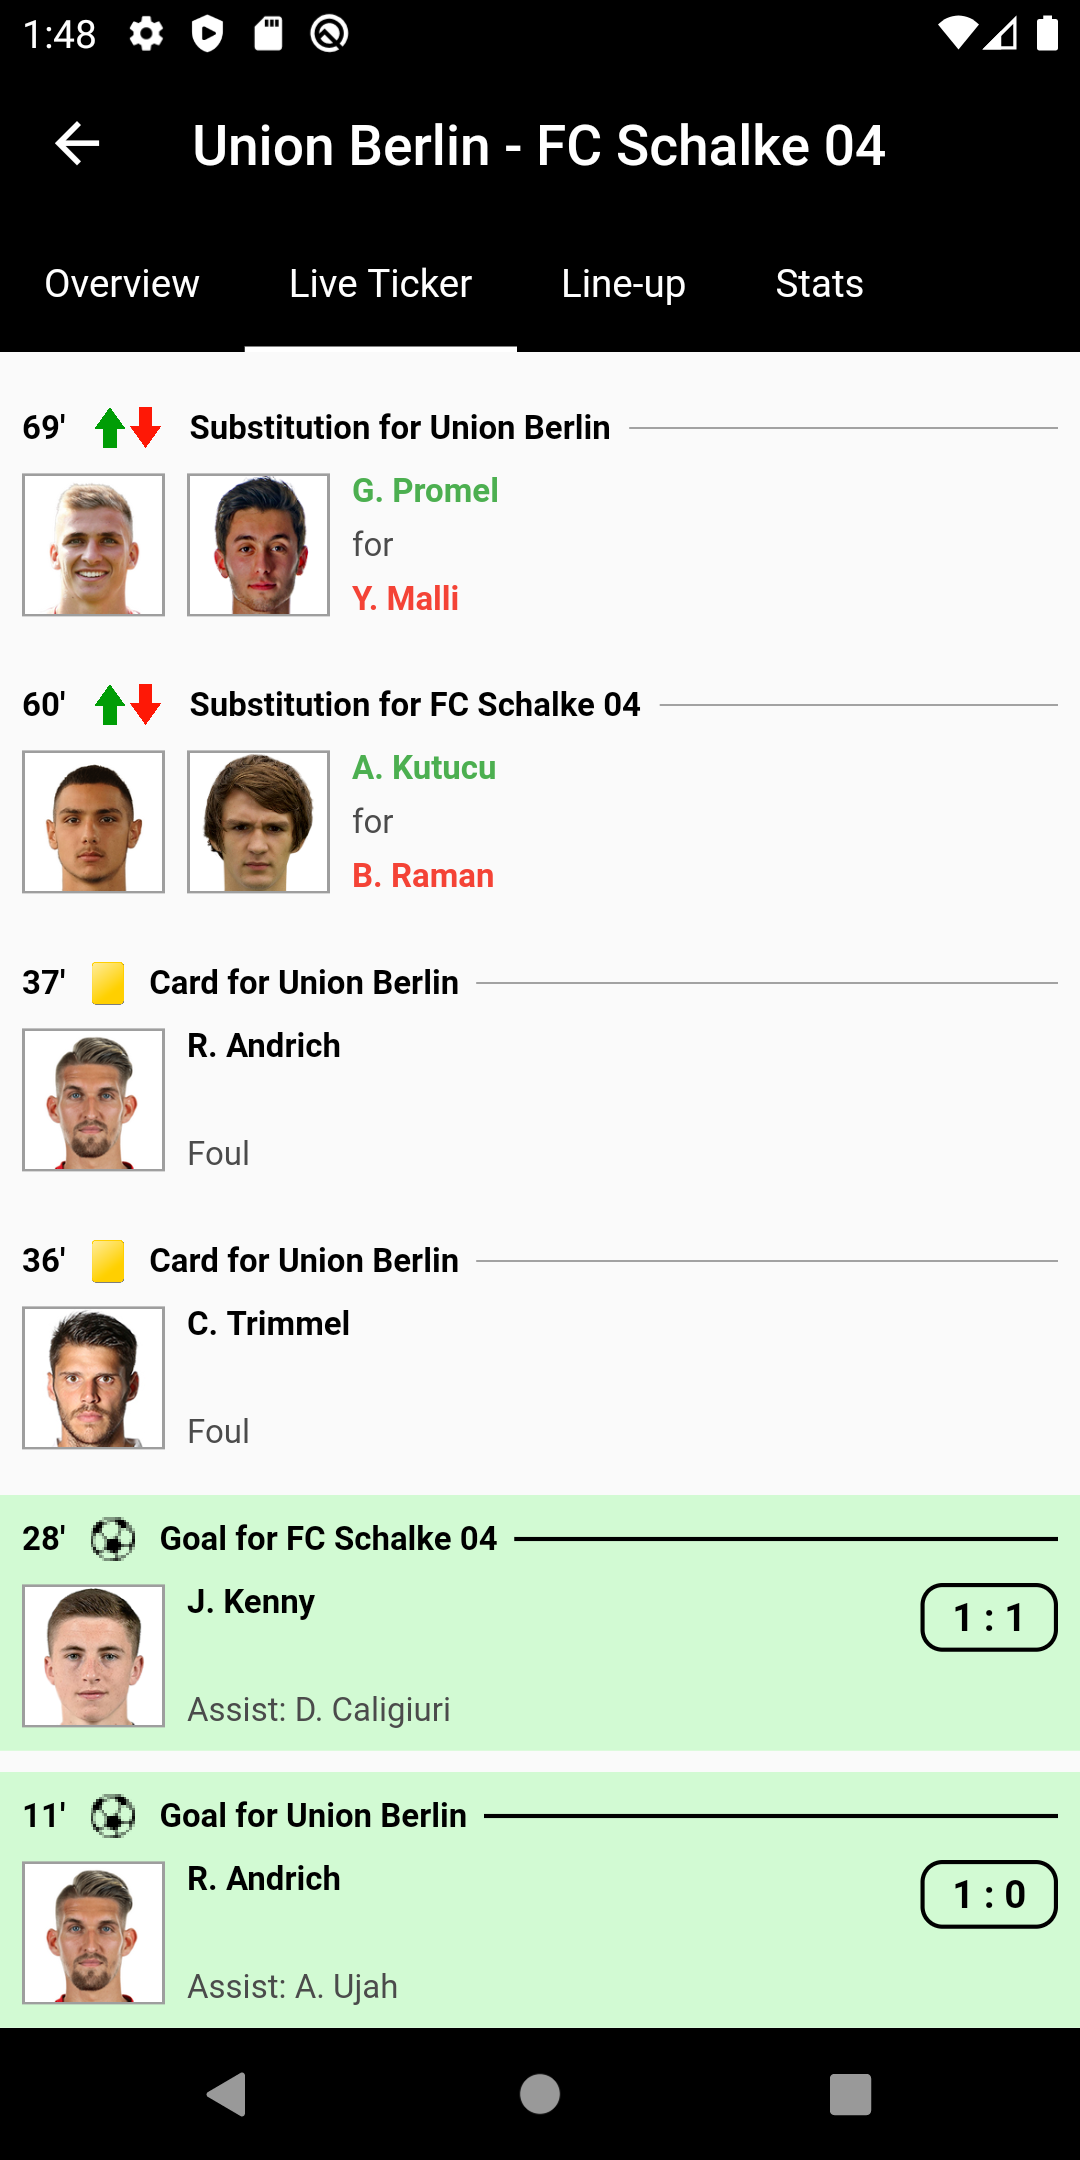 1:48
Union Berlin - FC Schalke 04
Overview Live Ticker Line-up Stats
69' Substitution for Union Berlin
G. Promel
for
Y. Malli
60' Substitution for FC Schalke 04
A. Kutucu
for
B. Raman
37' Card for Union Berlin
R. Andrich
Foul
36' Card for Union Berlin
C. Trimmel
Foul
28' Goal for FC Schalke 04
J. Kenny
1 : 1
Assist: D. Caligiuri
11' Goal for Union Berlin
R. Andrich
1 : 0
Assist: A. Ujah